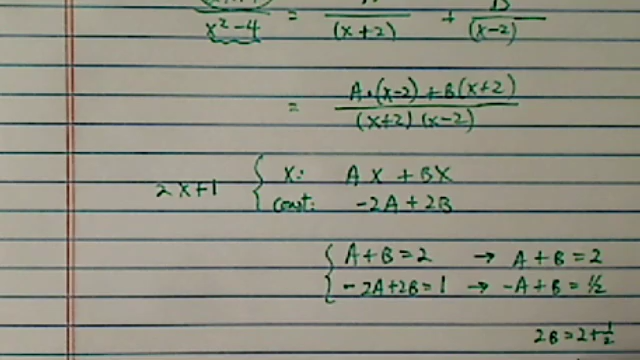 x²-4 = (x+2) + (x-2)
= A·(x-2)+B(x+2)
(x+2)(x-2)
2x+1 { x: Ax+Bx
const: -2A+2B
{ A+B=2 → A+B=2
-2A+2B=1 → -A+B=½
2B=2+½